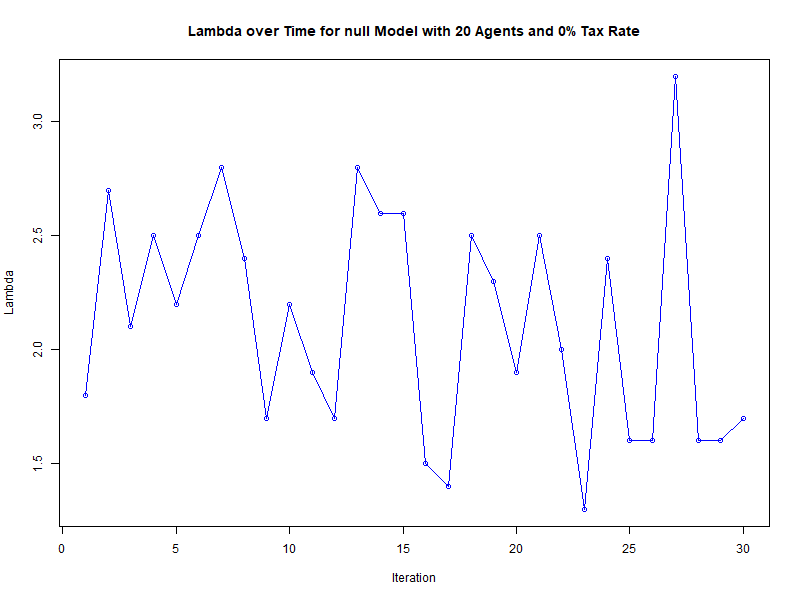 Lambda over Time for null Model with 20 Agents and 0% Tax Rate
3.0
2.5
2.0
1.5
Lambda
0 5 10 15 20 25 30
Iteration